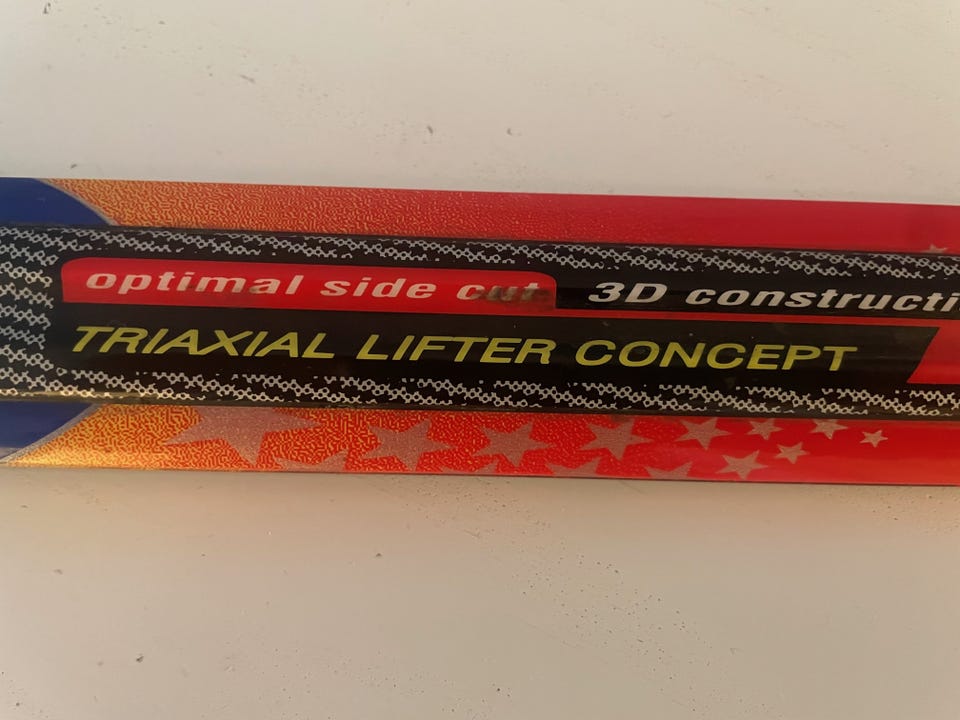 optimal side cut 3D constructi
TRIAXIAL LIFTER CONCEPT